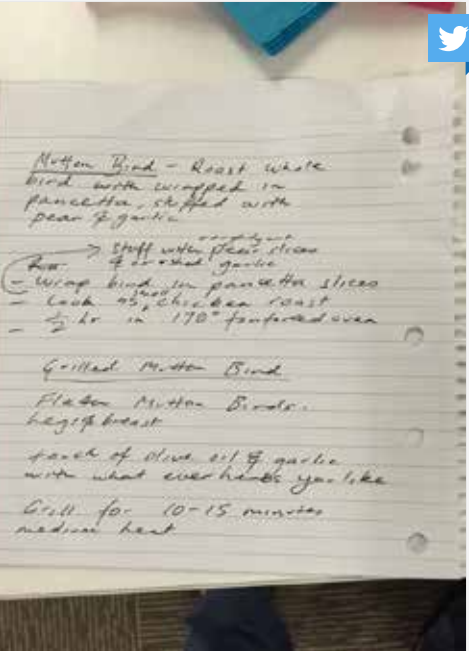 Mutton Bird - Roast whole
bird with wrapped in
pancetta, stuffed with
pear & garlic
> stuff with pear slices
& crushed garlic
- wrap bird in pancetta slices
- Cook as small chicken roast
- 1/2 hr in 170° fanforced oven
Grilled Mutton Bird
Flatten Mutton Birds.
legs & breast
touch of olive oil & garlic
with what ever herbs you like
Grill for 10-15 minutes
medium heat